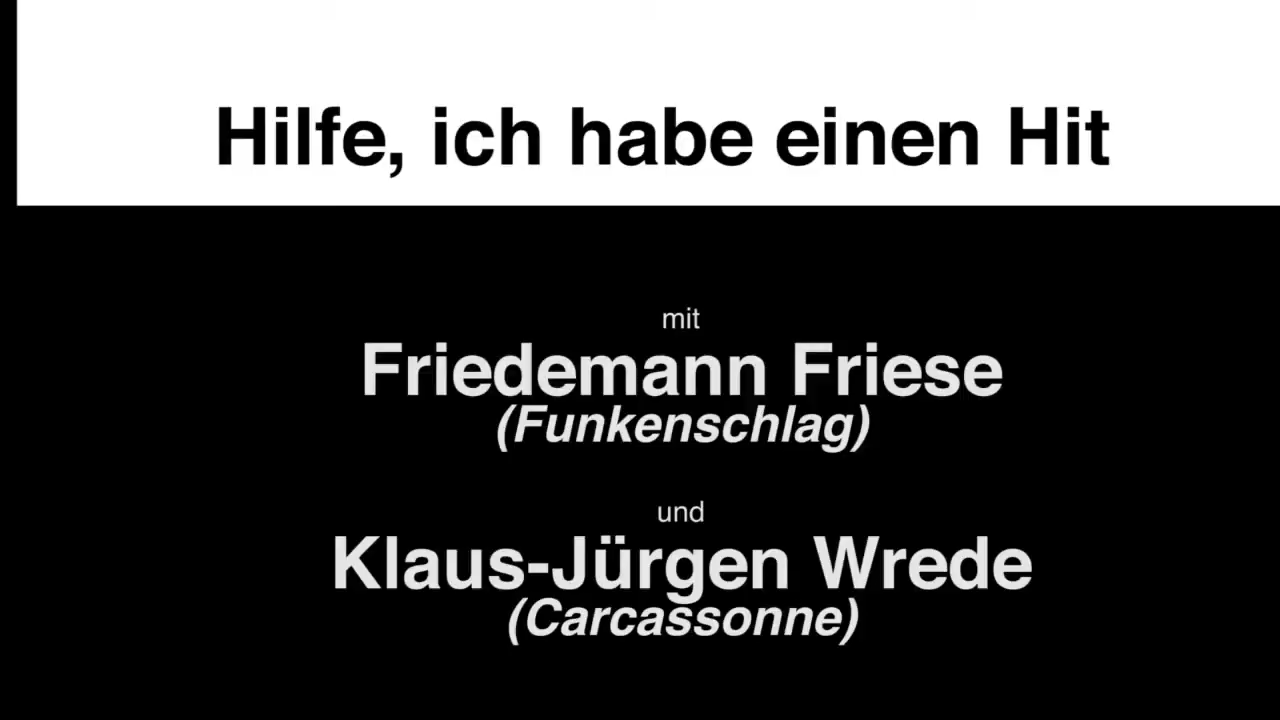 Hilfe, ich habe einen Hit
mit
Friedemann Friese
(Funkenschlag)
und
Klaus-Jürgen Wrede
(Carcassonne)